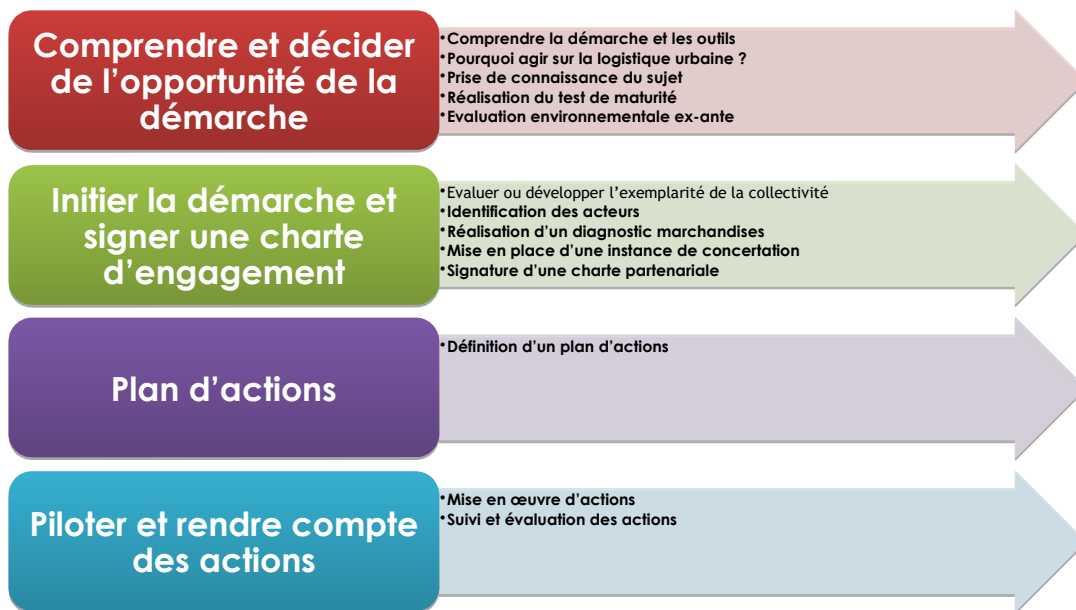 Comprendre et décider
de l’opportunité de la
démarche
•Comprendre la démarche et les outils
•Pourquoi agir sur la logistique urbaine ?
•Prise de connaissance du sujet
•Réalisation du test de maturité
•Evaluation environnementale ex-ante
Initier la démarche et
signer une charte
d’engagement
•Evaluer ou développer l’exemplarité de la collectivité
•Identification des acteurs
•Réalisation d’un diagnostic marchandises
•Mise en place d’une instance de concertation
•Signature d’une charte partenariale
Plan d’actions
•Définition d’un plan d’actions
Piloter et rendre compte
des actions
•Mise en œuvre d’actions
•Suivi et évaluation des actions